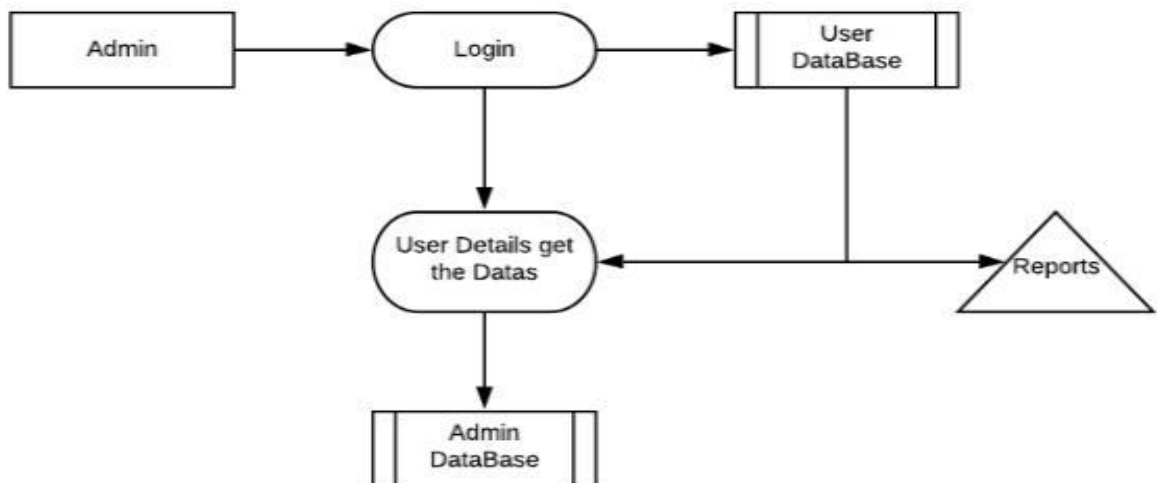 Admin
Login
User
DataBase
User Details get
the Datas
Reports
Admin
DataBase